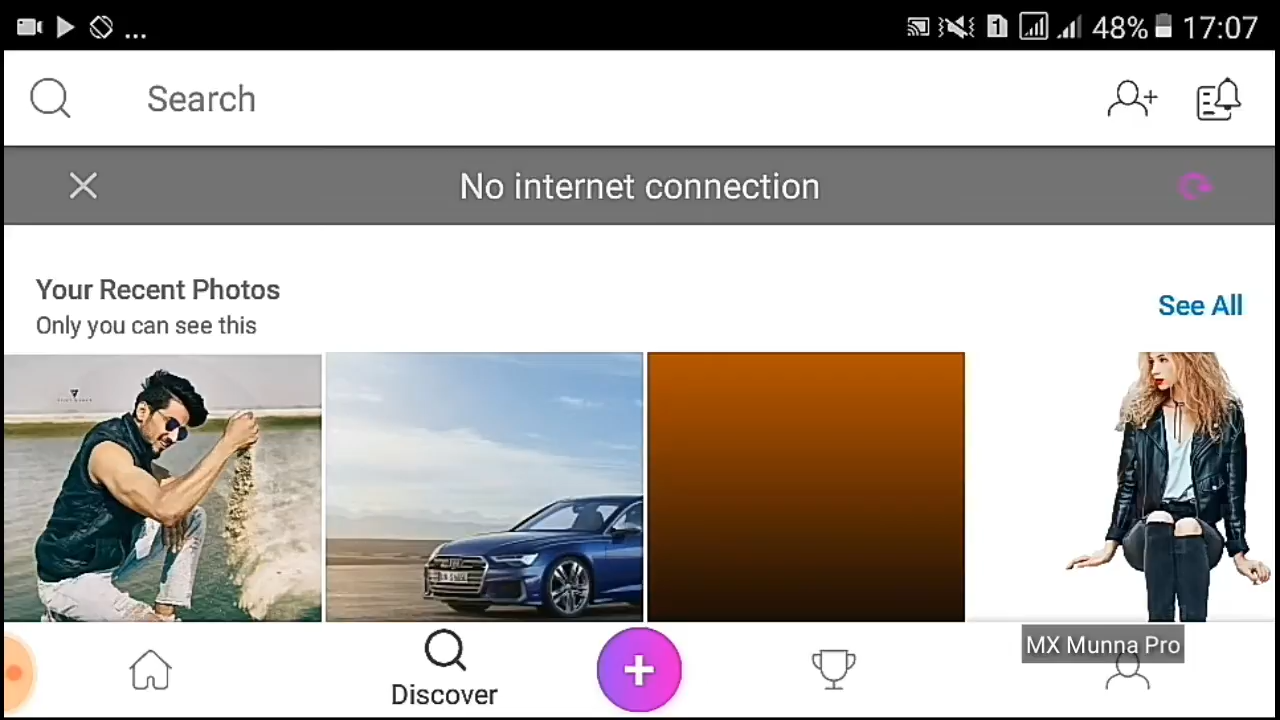 ... 1 48% 17:07
Search
No internet connection
Your Recent Photos
Only you can see this
See All
MX Munna Pro
Discover